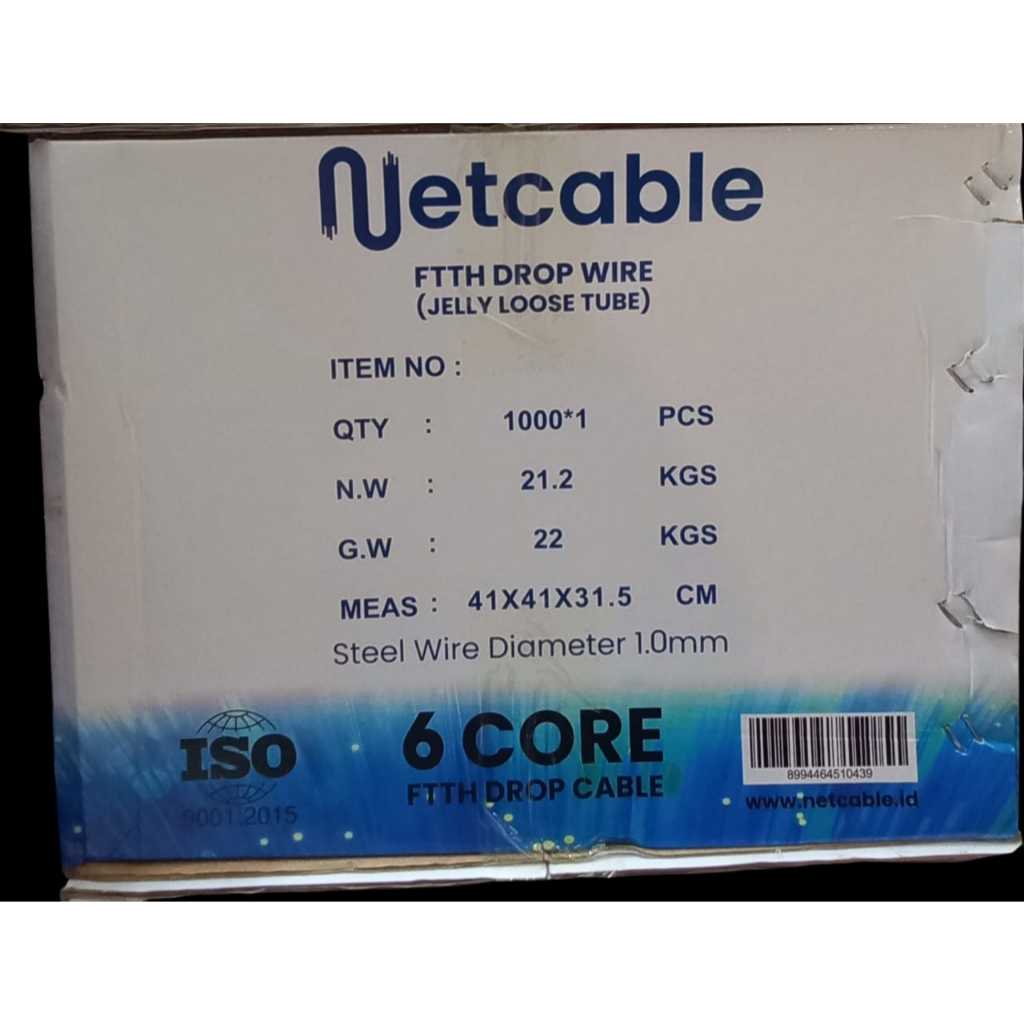 Netcable
FTTH DROP WIRE
(JELLY LOOSE TUBE)
ITEM NO :
QTY : 1000*1 PCS
N.W : 21.2 KGS
G.W : 22 KGS
MEAS : 41X41X31.5 CM
Steel Wire Diameter 1.0mm
ISO
9001:2015
6 CORE
FTTH DROP CABLE
8994464510439
www.netcable.id